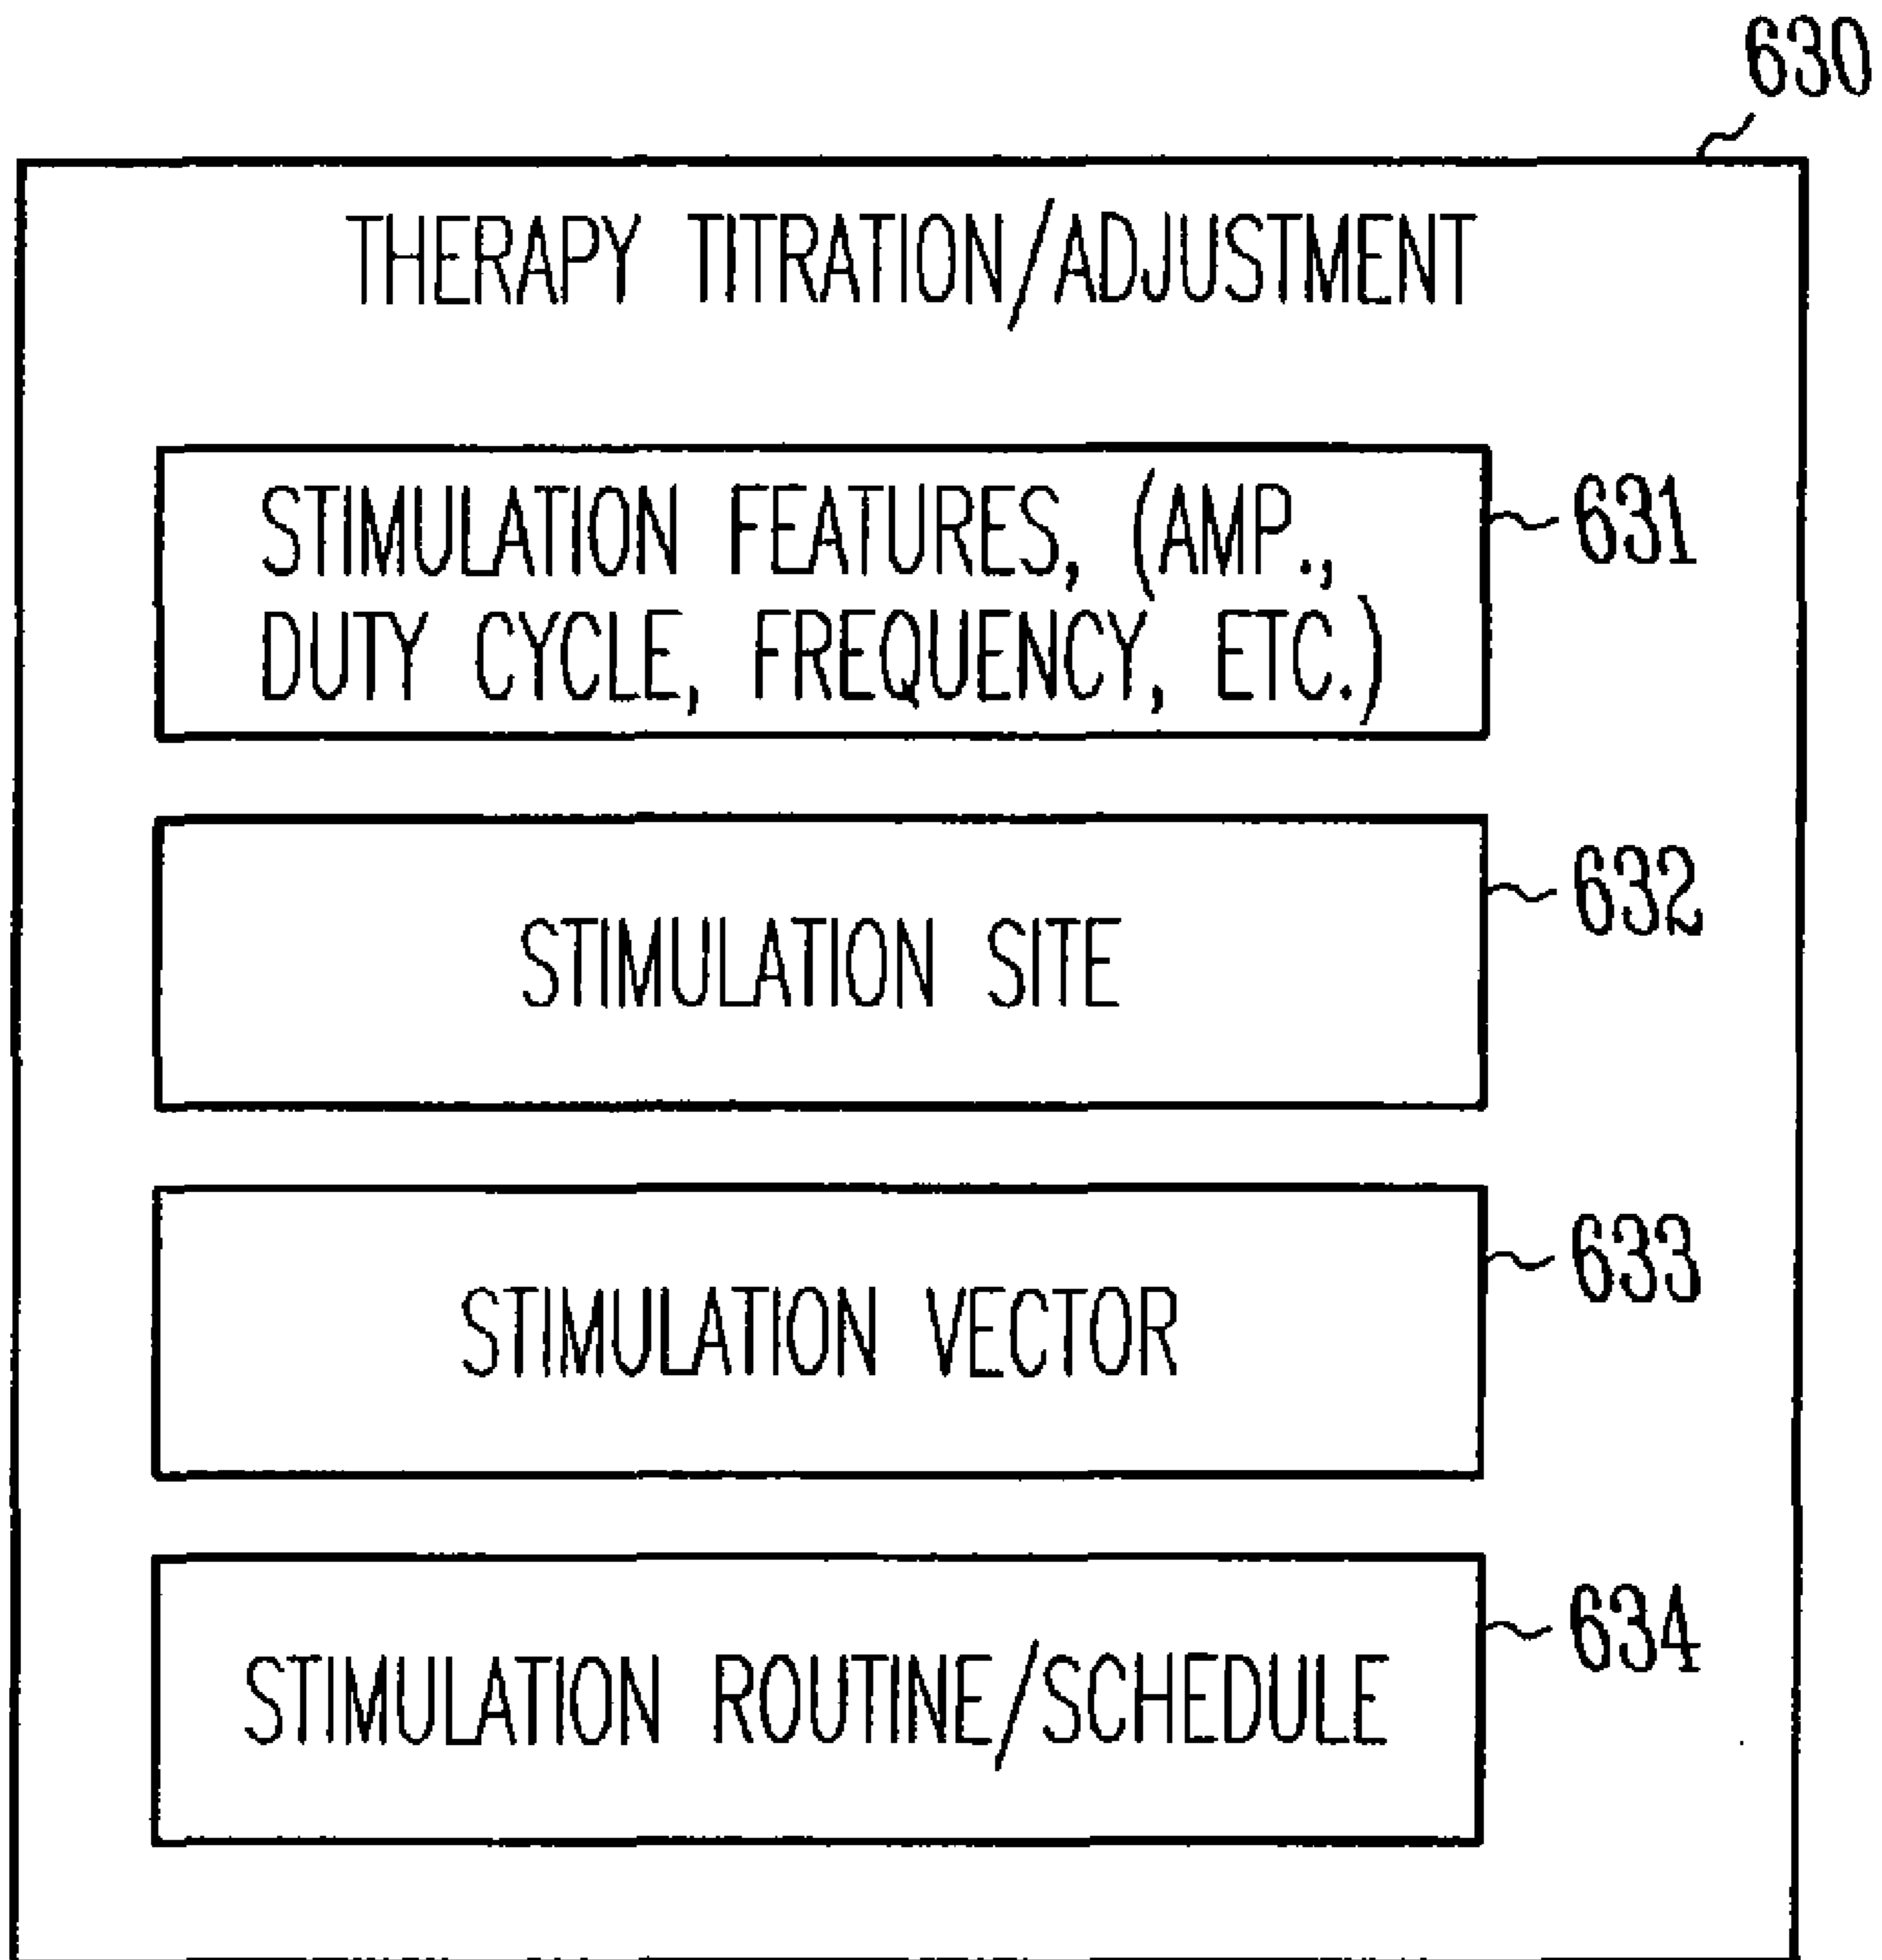 630
THERAPY TITRATION/ADJUSTMENT
STIMULATION FEATURES, (AMP.,
DUTY CYCLE, FREQUENCY, ETC.)
631
STIMULATION SITE
632
STIMULATION VECTOR
633
STIMULATION ROUTINE/SCHEDULE
634